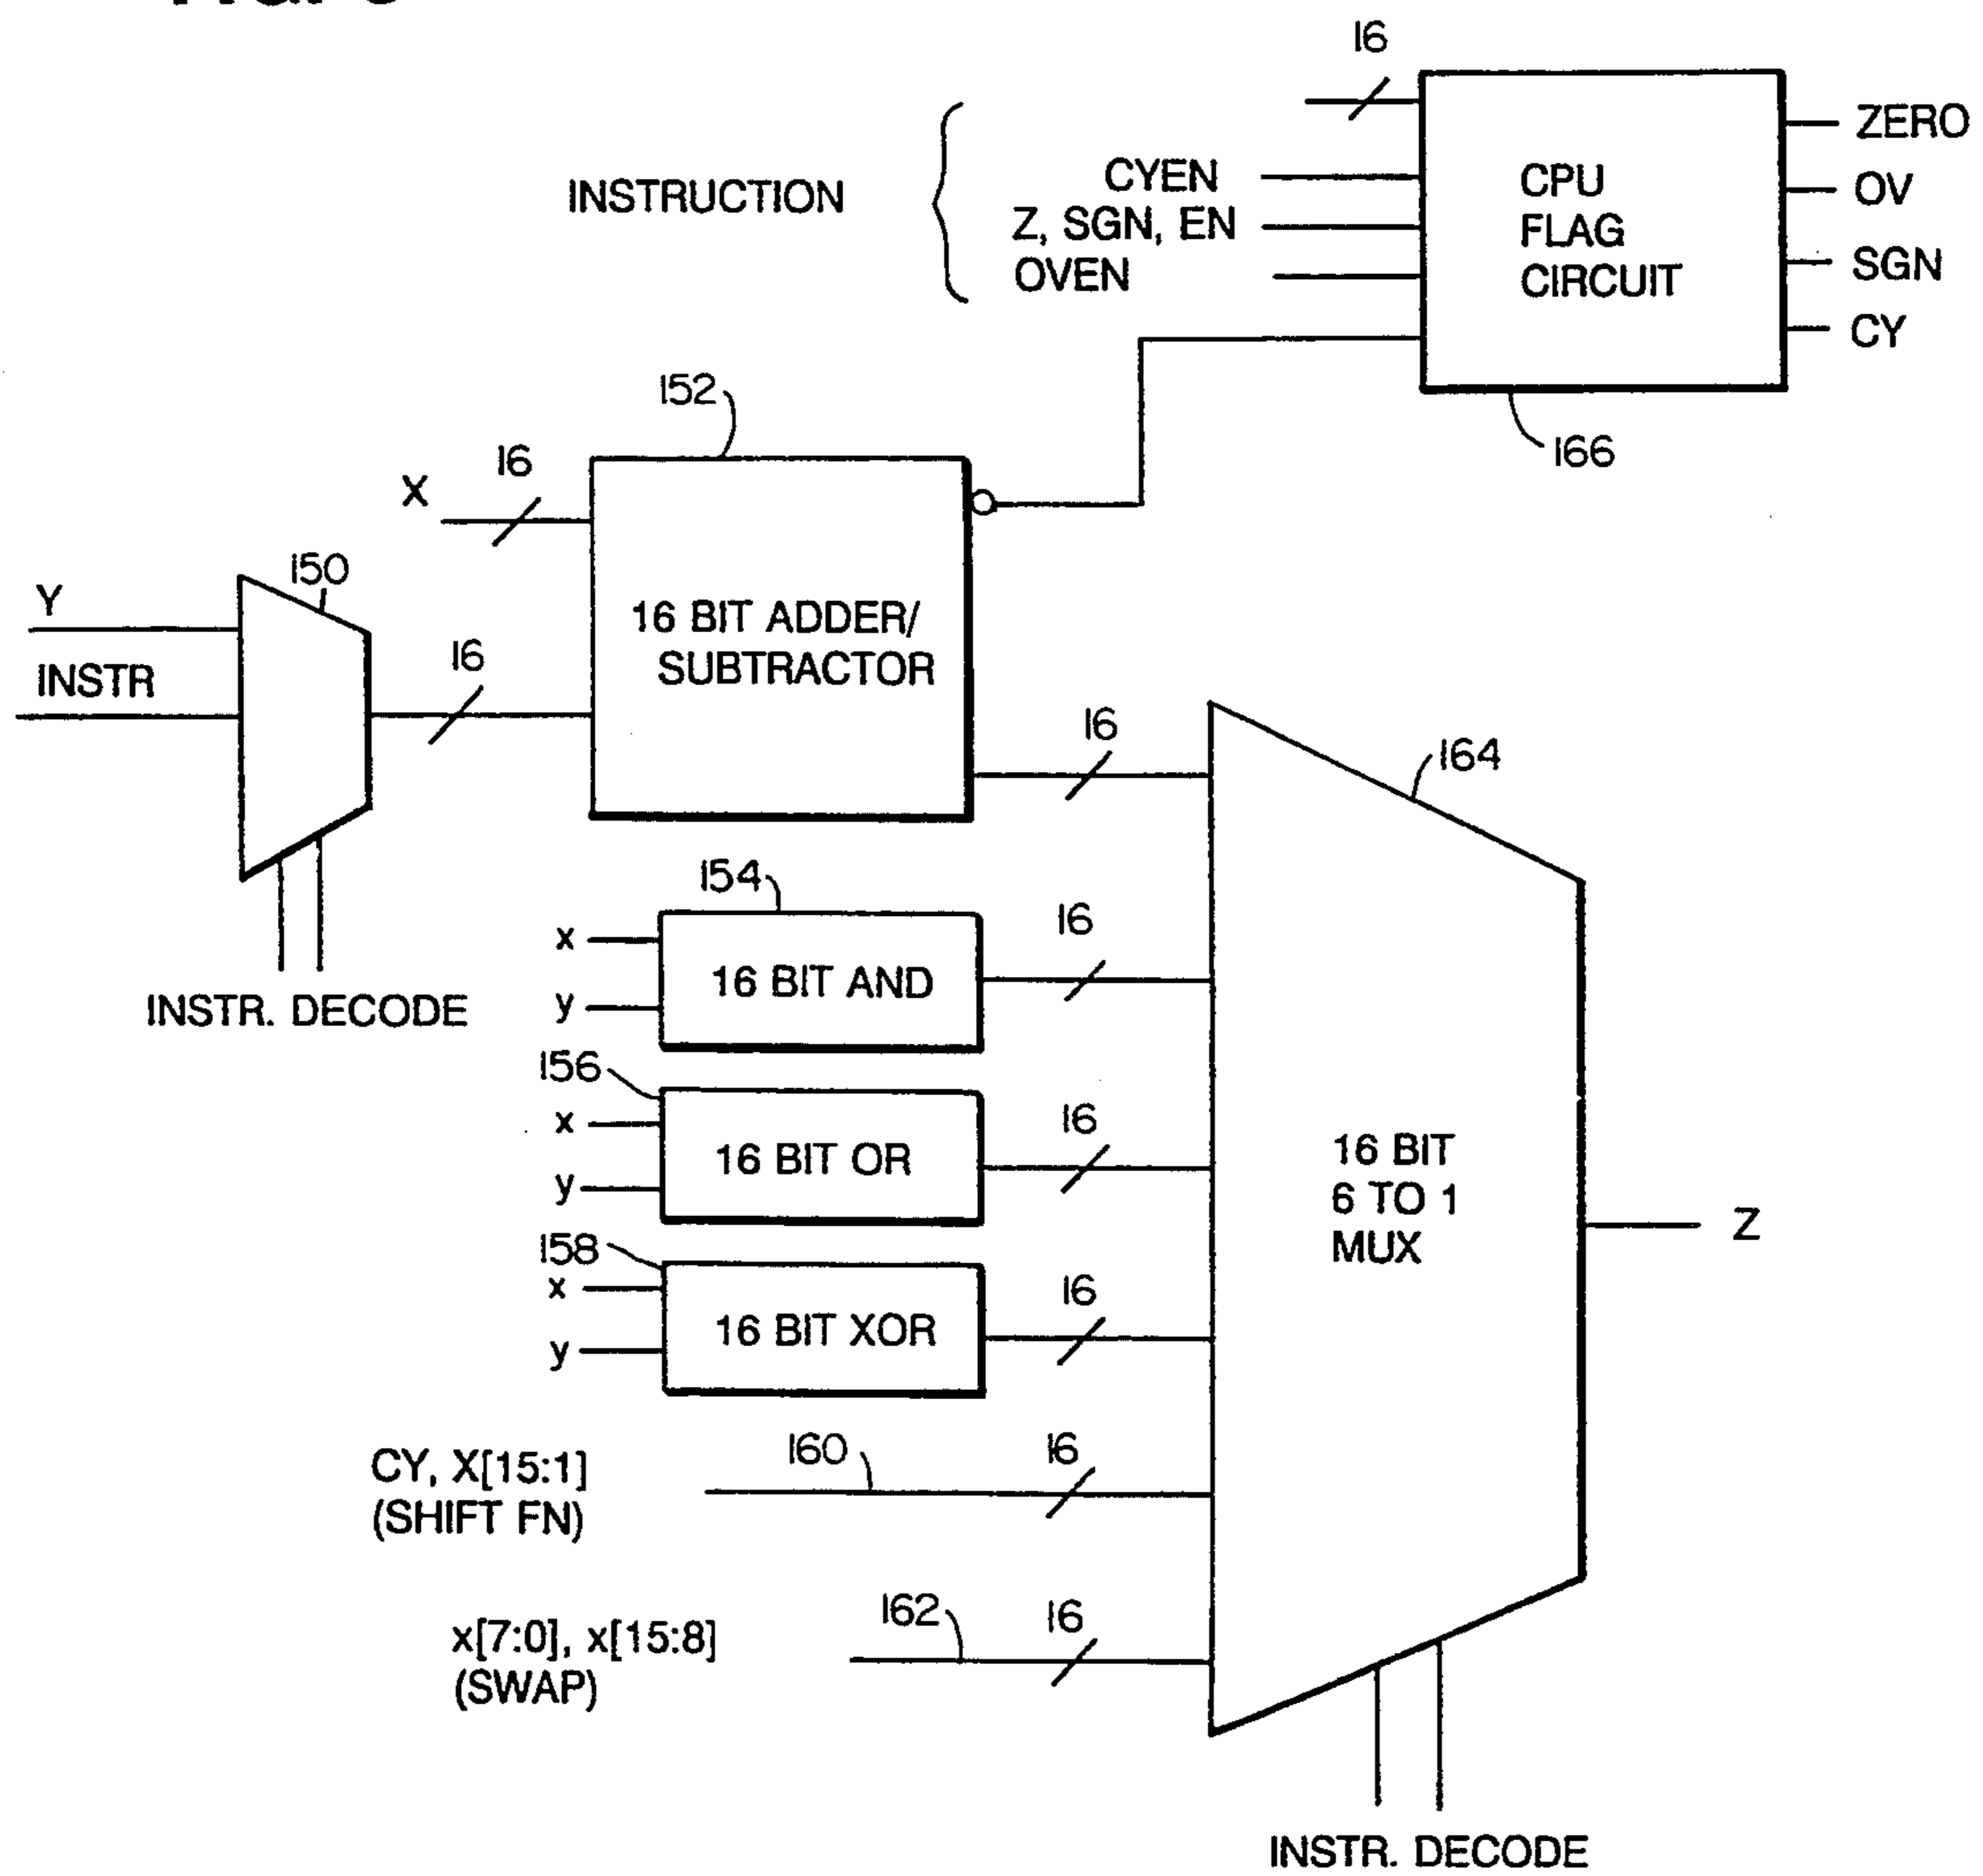 16
ZERO
INSTRUCTION
CYEN
Z, SGN, EN
OVEN
CPU
FLAG
CIRCUIT
OV
SGN
CY
166
152
X
16
150
Y
INSTR
16
16 BIT ADDER/
SUBTRACTOR
16
164
INSTR. DECODE
154
x
y
16 BIT AND
16
156
x
y
16 BIT OR
16
158
x
y
16 BIT XOR
16
16 BIT
6 TO 1
MUX
Z
CY, X[15:1]
(SHIFT FN)
160
16
x[7:0], x[15:8]
(SWAP)
162
16
INSTR. DECODE